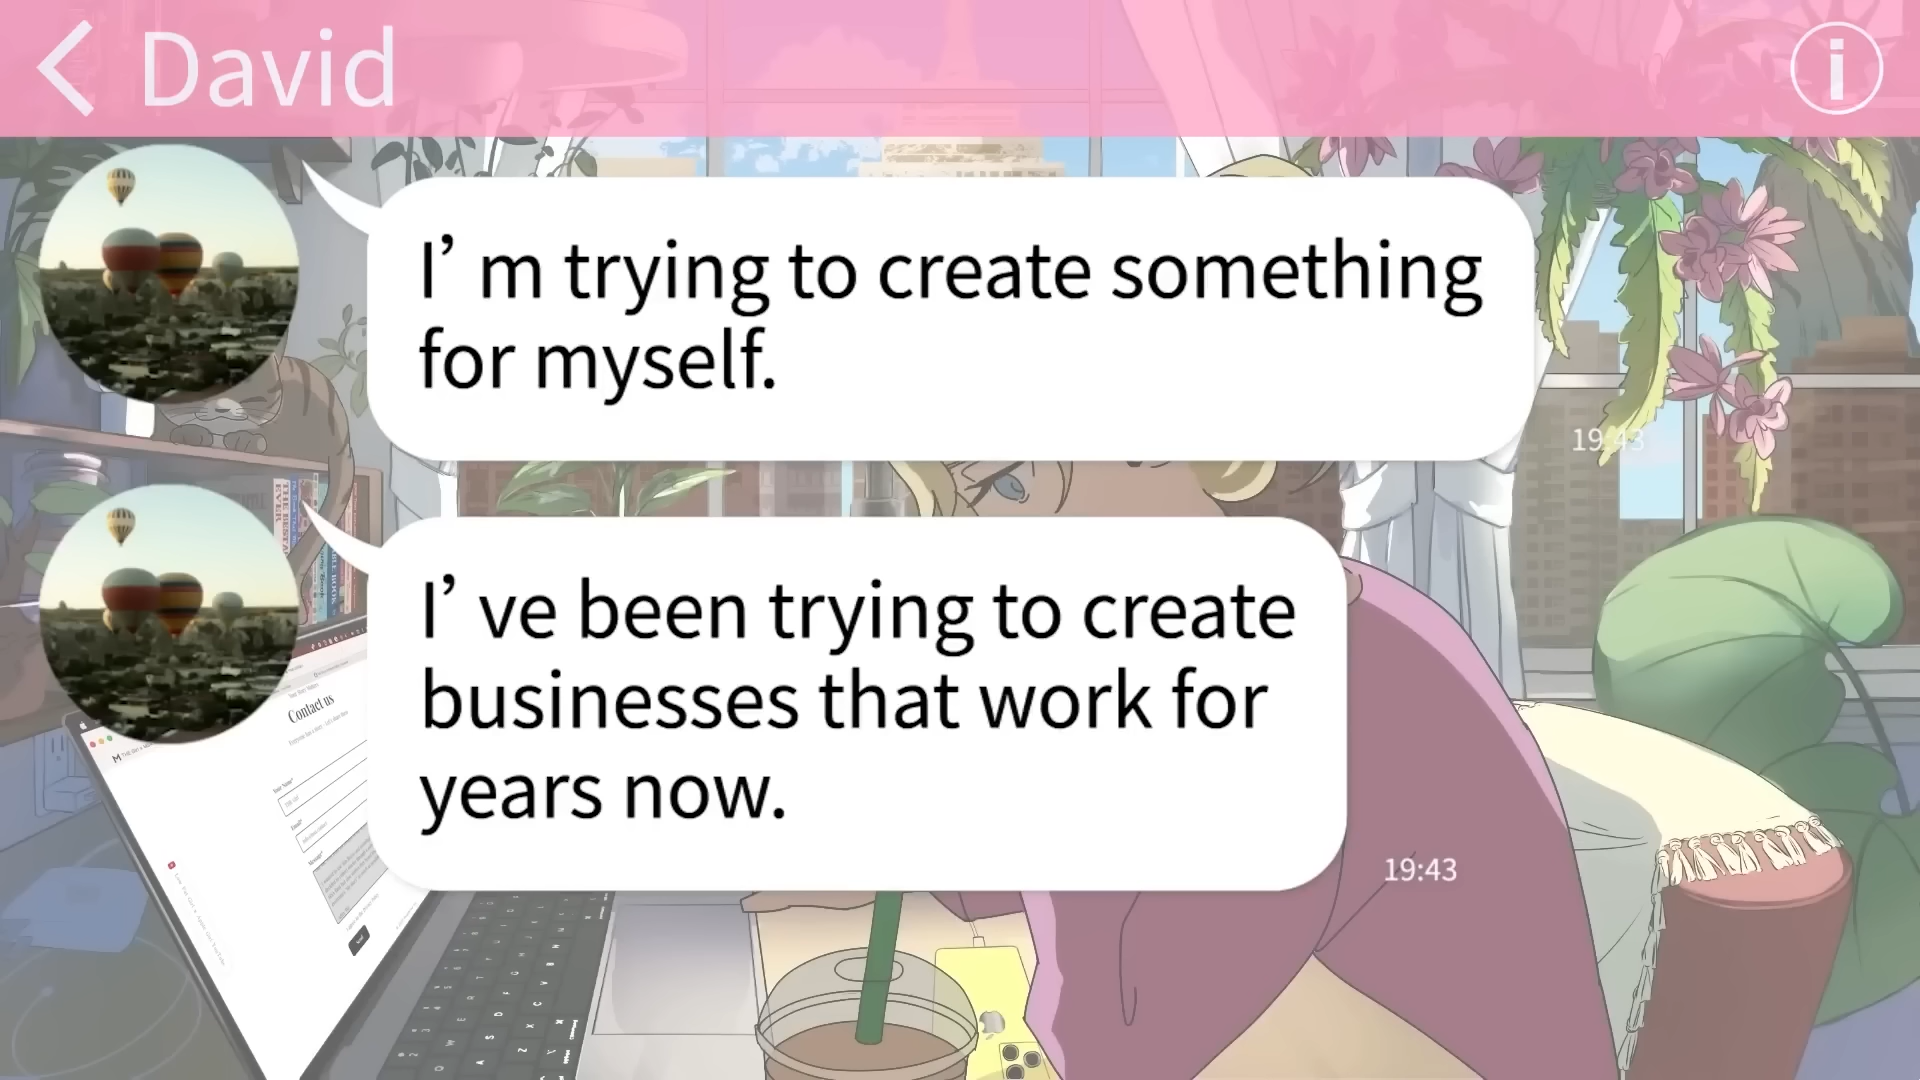 David
I’m trying to create something
for myself.
19:43
I’ve been trying to create
businesses that work for
years now.
19:43
Contact us